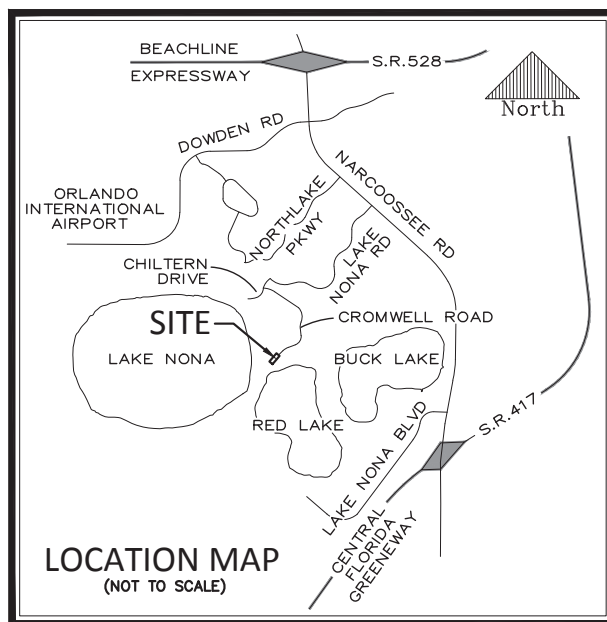 BEACHLINE
EXPRESSWAY
S.R.528
North
DOWDEN RD
NARCOOSSEE RD
ORLANDO
INTERNATIONAL
AIRPORT
NORTHLAKE
PKWY
LAKE
NONA RD
CHILTERN
DRIVE
SITE
CROMWELL ROAD
LAKE NONA
BUCK LAKE
RED LAKE
LAKE NONA BLVD
S.R.417
CENTRAL
FLORIDA
GREENEWAY
LOCATION MAP
(NOT TO SCALE)